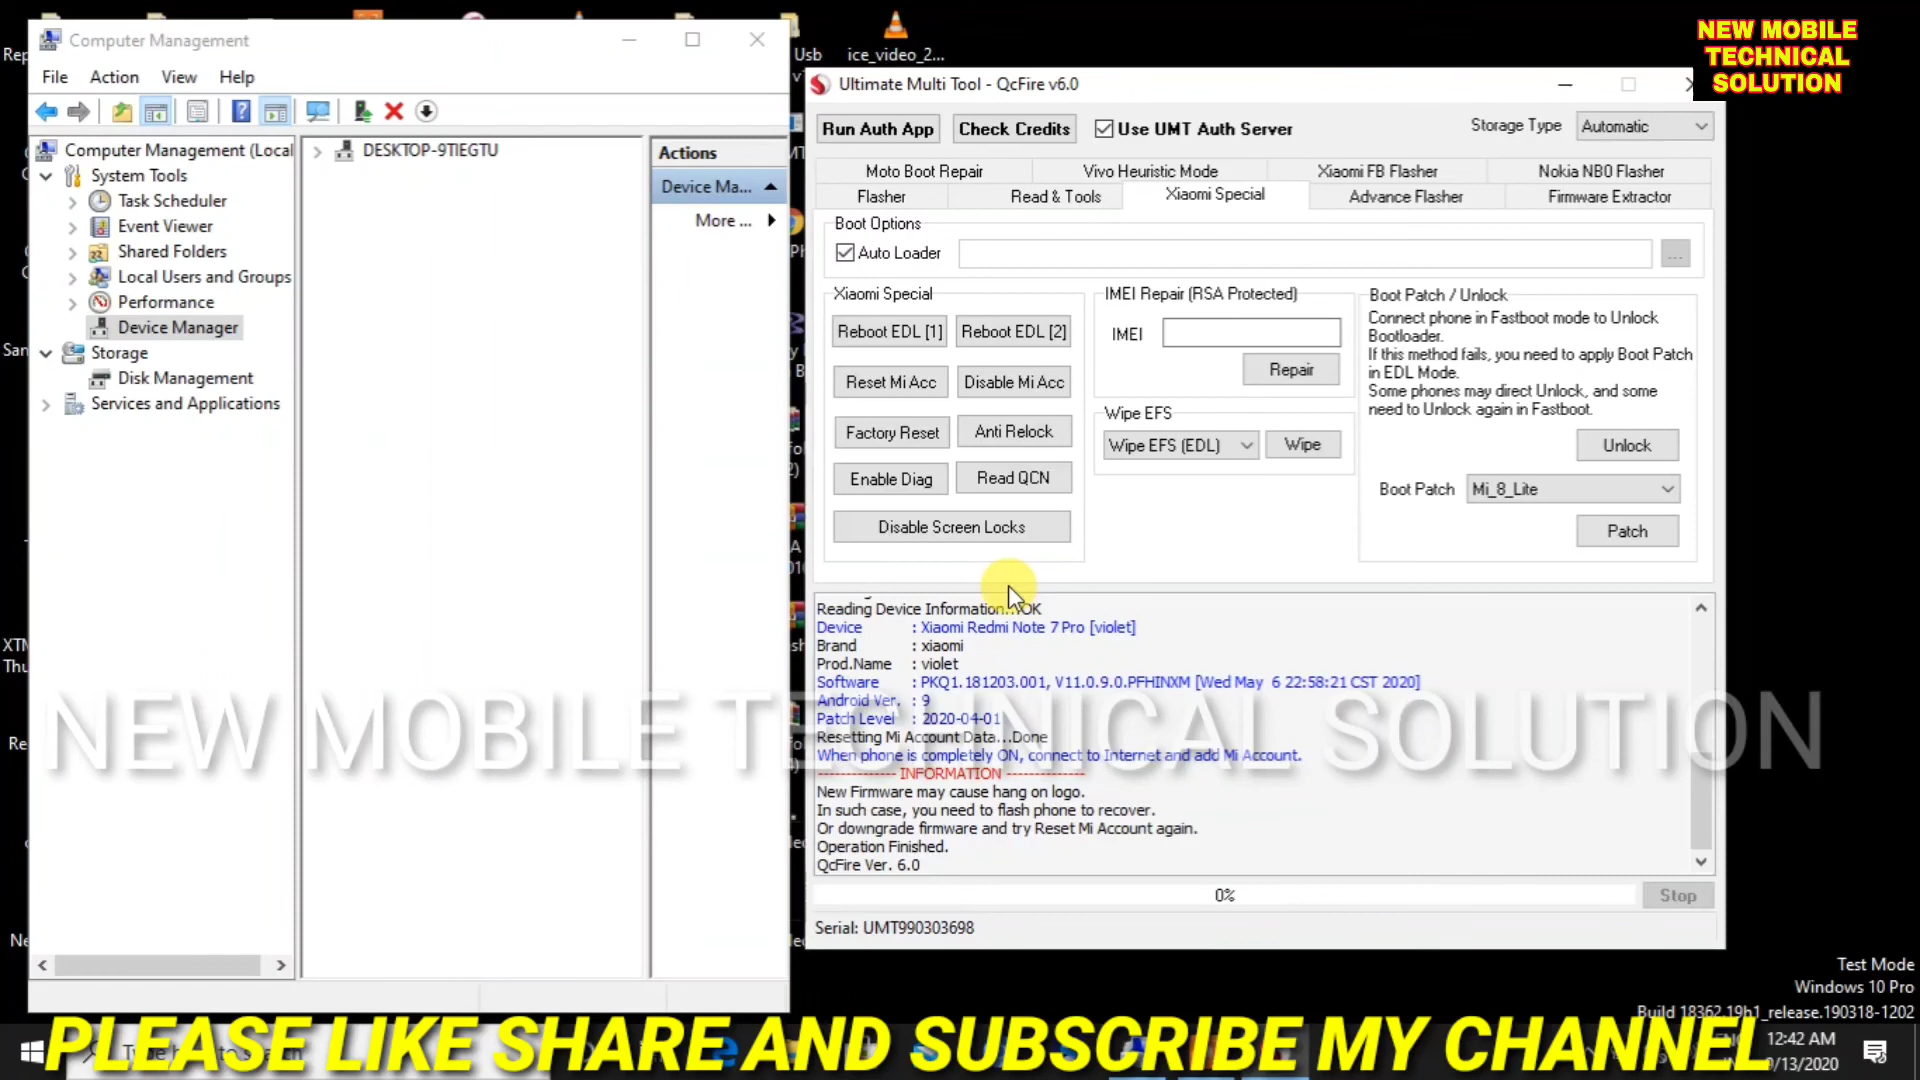 Usb
ice_video_2...
NEW MOBILE
TECHNICAL
SOLUTION
Computer Management
File Action View Help
Computer Management (Local
System Tools
Task Scheduler
Event Viewer
Shared Folders
Local Users and Groups
Performance
Device Manager
Storage
Disk Management
Services and Applications
DESKTOP-9TIEGTU
Actions
Device Ma...
More ...
Ultimate Multi Tool - QcFire v6.0
Run Auth App Check Credits Use UMT Auth Server Storage Type Automatic
Moto Boot Repair Vivo Heuristic Mode Xiaomi FB Flasher Nokia NB0 Flasher
Flasher Read & Tools Xiaomi Special Advance Flasher Firmware Extractor
Boot Options
Auto Loader ...
Xiaomi Special
Reboot EDL [1] Reboot EDL [2]
Reset Mi Acc Disable Mi Acc
Factory Reset Anti Relock
Enable Diag Read QCN
Disable Screen Locks
IMEI Repair (RSA Protected)
IMEI
Repair
Wipe EFS
Wipe EFS (EDL) Wipe
Boot Patch / Unlock
Connect phone in Fastboot mode to Unlock
Bootloader.
If this method fails, you need to apply Boot Patch
in EDL Mode.
Some phones may direct Unlock, and some
need to Unlock again in Fastboot.
Unlock
Boot Patch Mi_8_Lite
Patch
Reading Device Information...OK
Device : Xiaomi Redmi Note 7 Pro [violet]
Brand : xiaomi
Prod.Name : violet
Software : PKQ1.181203.001, V11.0.9.0.PFHINXM [Wed May 6 22:58:21 CST 2020]
Android Ver. : 9
Patch Level : 2020-04-01
Resetting Mi Account Data...Done
When phone is completely ON, connect to Internet and add Mi Account.
-------------- INFORMATION --------------
New Firmware may cause hang on logo.
In such case, you need to flash phone to recover.
Or downgrade firmware and try Reset Mi Account again.
Operation Finished.
QcFire Ver. 6.0
0% Stop
Serial: UMT990303698
NEW MOBILE TECHNICAL SOLUTION
Test Mode
Windows 10 Pro
Build 18362.19h1_release.190318-1202
PLEASE LIKE SHARE AND SUBSCRIBE MY CHANNEL
12:42 AM